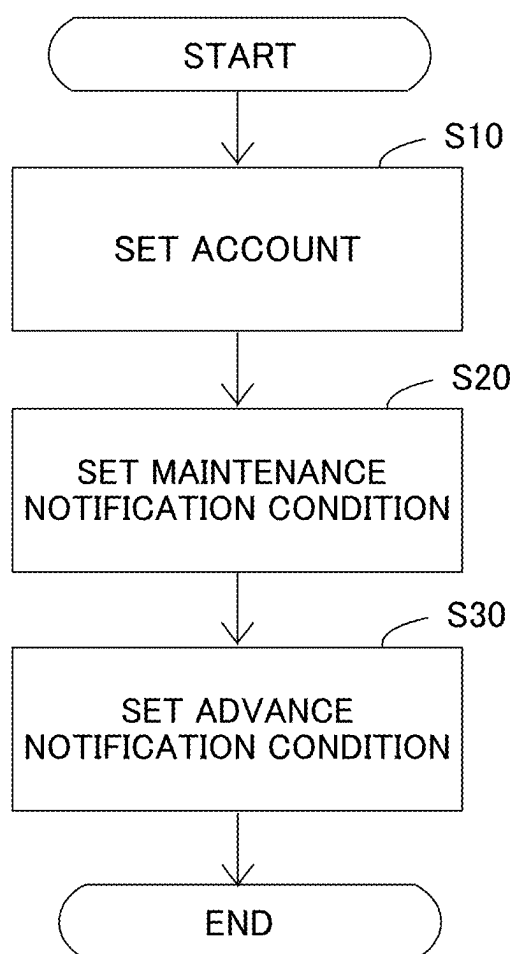 START
S10
SET ACCOUNT
S20
SET MAINTENANCE
NOTIFICATION CONDITION
S30
SET ADVANCE
NOTIFICATION CONDITION
END